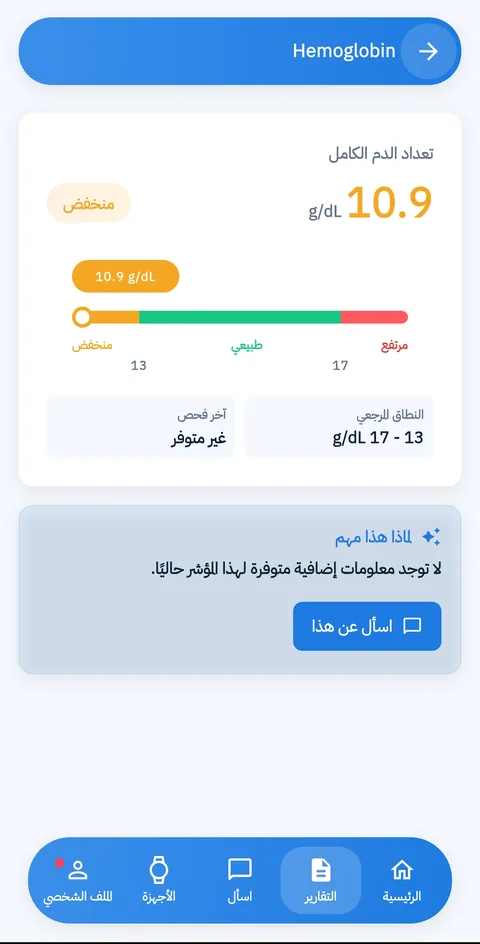 Hemoglobin
تعداد الدم الكامل
10.9 g/dL
منخفض
10.9 g/dL
مرتفع
طبيعي
منخفض
17
13
النطاق المرجعي
13 - 17 g/dL
آخر فحص
غير متوفر
لماذا هذا مهم
لا توجد معلومات إضافية متوفرة لهذا المؤشر حاليًا.
اسأل عن هذا
الرئيسية
التقارير
اسأل
الأجهزة
الملف الشخصي